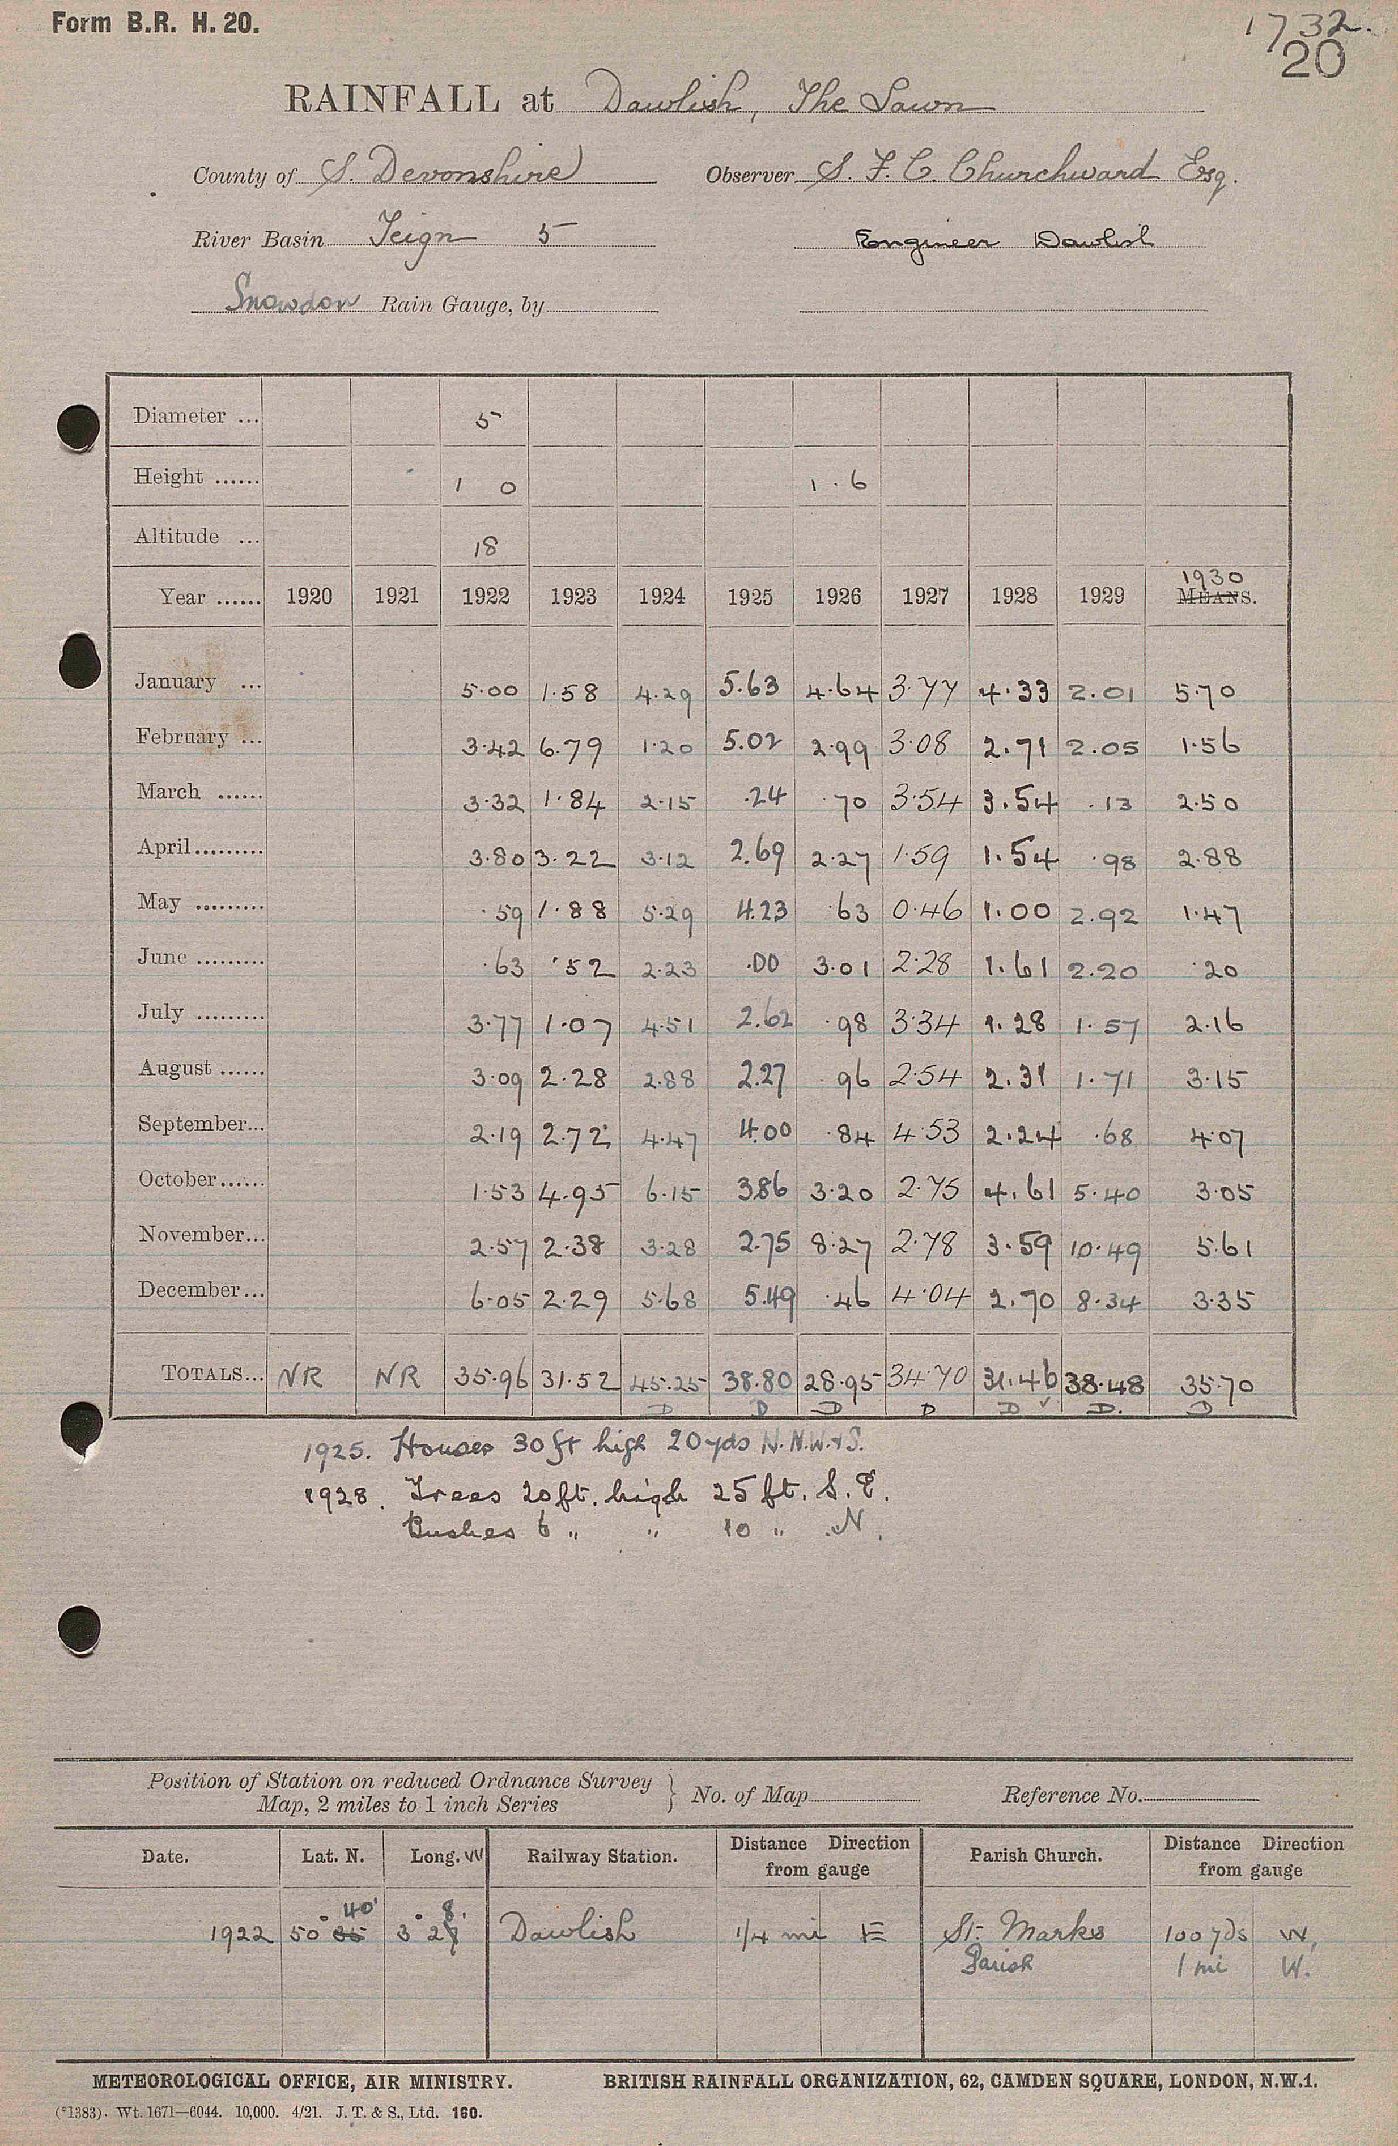 Form B.R. H. 20.
1732.
20
RAINFALL at Dawlish, The Lawn
County of S. Devonshire Observer S. F. C. Churchward Esq.
River Basin Teign 5 Engineer Dawlish
Snowdon Rain Gauge, by
Diameter ... 5
Height ...... 1 0 1.6
Altitude ... 18
1930
Year ...... 1920 1921 1922 1923 1924 1925 1926 1927 1928 1929 MEANS.
January ... 5.00 1.58 4.29 5.63 4.64 3.77 4.33 2.01 5.70
February ... 3.42 6.79 1.20 5.02 2.99 3.08 2.71 2.05 1.56
March ...... 3.32 1.84 2.15 .24 .70 3.54 3.54 .13 2.50
April......... 3.80 3.22 3.12 2.69 2.27 1.59 1.54 .98 2.88
May ......... .59 1.88 5.29 4.23 .63 0.46 1.00 2.92 1.47
June ......... .63 .52 2.23 .00 3.01 2.28 1.61 2.20 .20
July ......... 3.77 1.07 4.51 2.62 .98 3.34 1.28 1.57 2.16
August ...... 3.09 2.28 2.88 2.27 .96 2.54 2.31 1.71 3.15
September... 2.19 2.72 4.47 4.00 .84 4.53 2.24 .68 4.07
October...... 1.53 4.95 6.15 3.86 3.20 2.75 4.61 5.40 3.05
November... 2.57 2.38 3.28 2.75 8.27 2.78 3.59 10.49 5.61
December... 6.05 2.29 5.68 5.49 .46 4.04 2.70 8.34 3.35
TOTALS... NR NR 35.96 31.52 45.25 38.80 28.95 34.70 31.46 38.48 35.70
D D D D D ✓ D. D
1925. Houses 30 ft high 20 yds N. N.W. & S.
1928. Trees 20 ft. high 25 ft. S. E.
Bushes 6 " " 10 " N.
Position of Station on reduced Ordnance Survey
Map, 2 miles to 1 inch Series } No. of Map Reference No.
Date. Lat. N. Long. W Railway Station. Distance Direction from gauge Parish Church. Distance Direction from gauge
40' 8.
1922 50° 35 3° 27 Dawlish 1/4 mi E St. Marks 100 yds W.
Parish 1 mi W.
METEOROLOGICAL OFFICE, AIR MINISTRY. BRITISH RAINFALL ORGANIZATION, 62, CAMDEN SQUARE, LONDON, N.W.1.
(*1383). Wt. 1671—6044. 10,000. 4/21. J. T. & S., Ltd. 160.